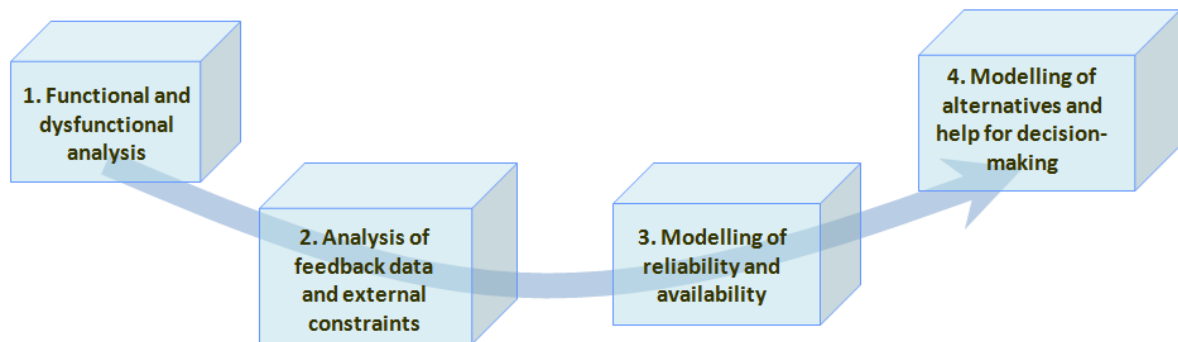 1. Functional and
dysfunctional
analysis
2. Analysis of
feedback data
and external
constraints
3. Modelling of
reliability and
availability
4. Modelling of
alternatives and
help for decision-
making